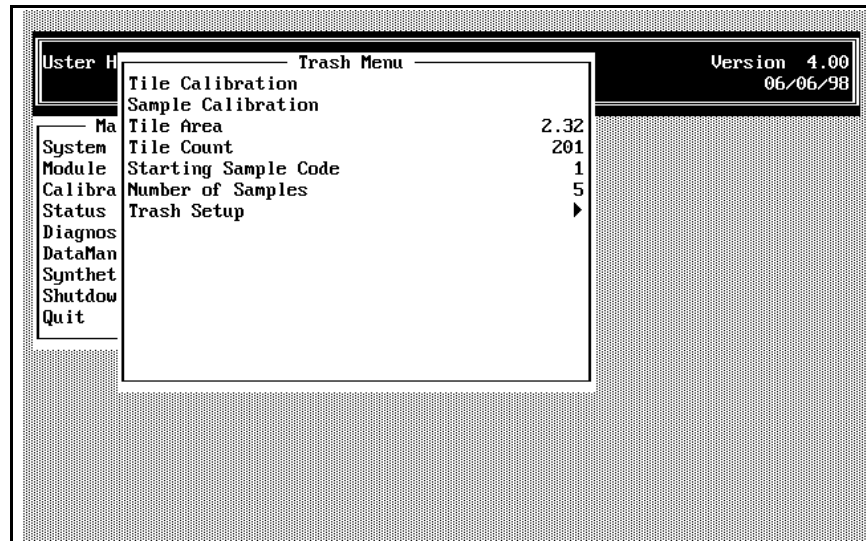 Uster H
Version 4.00
06/06/98
Trash Menu
Tile Calibration
Sample Calibration
Tile Area 2.32
Tile Count 201
Starting Sample Code 1
Number of Samples 5
Trash Setup
Ma
System
Module
Calibra
Status
Diagnos
DataMan
Synthet
Shutdow
Quit